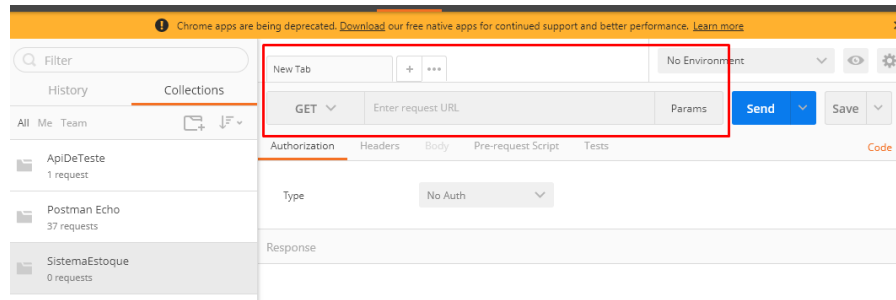 Chrome apps are being deprecated. Download our free native apps for continued support and better performance. Learn more
Filter
History Collections
All Me Team
ApiDeTeste
1 request
Postman Echo
37 requests
SistemaEstoque
0 requests
New Tab
No Environment
GET Enter request URL Params Send Save
Authorization Headers Body Pre-request Script Tests Code
Type No Auth
Response